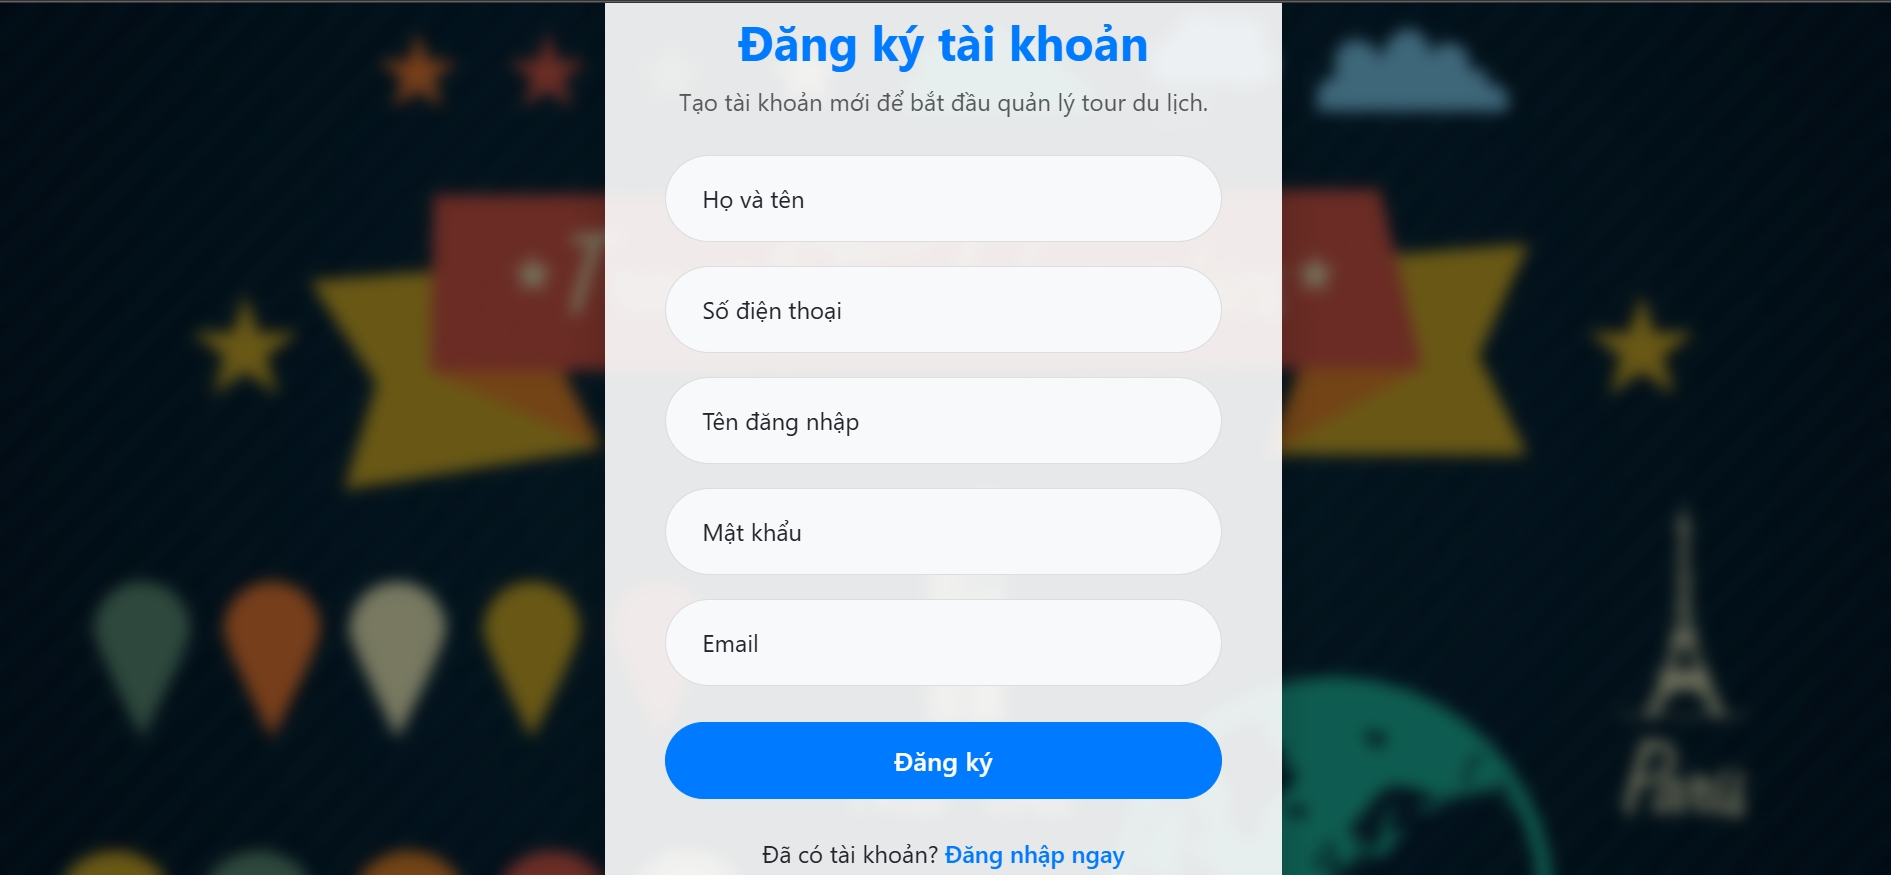 Đăng ký tài khoản
Tạo tài khoản mới để bắt đầu quản lý tour du lịch.
Họ và tên
Số điện thoại
Tên đăng nhập
Mật khẩu
Email
Đăng ký
Đã có tài khoản? Đăng nhập ngay